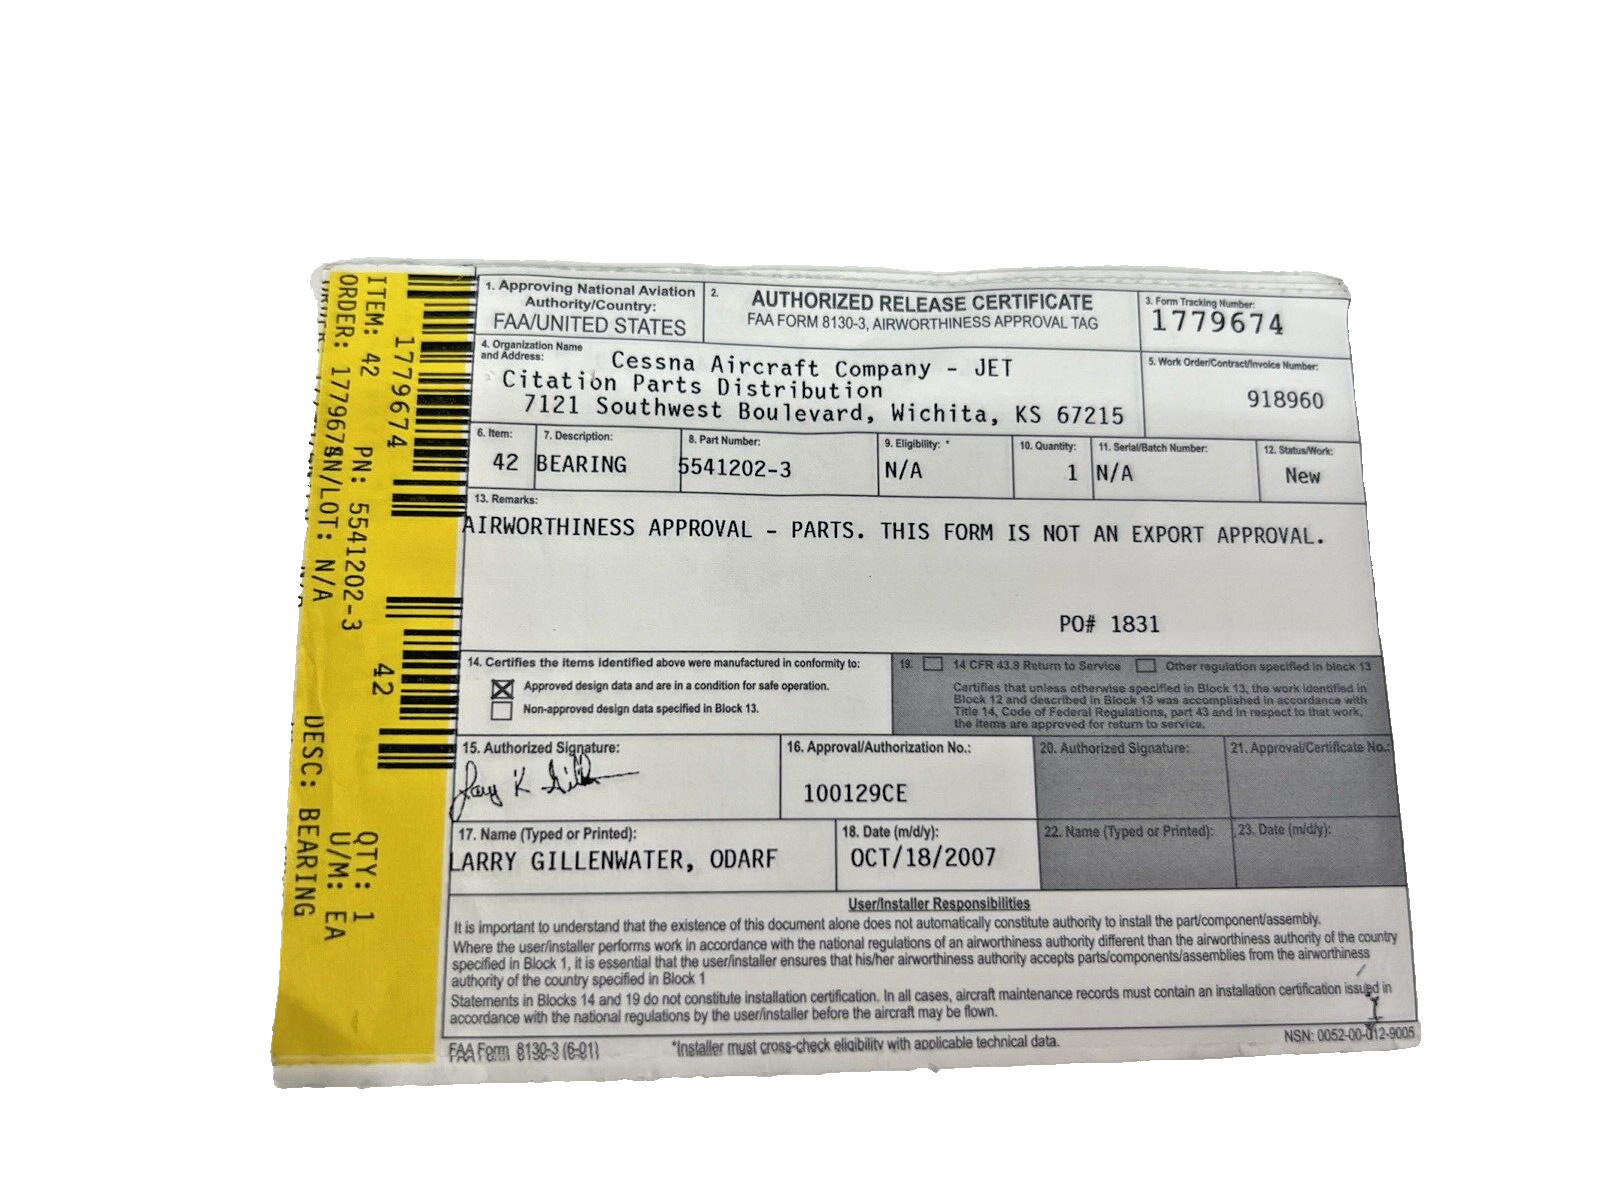 ITEM: 42 PN: 5541202-3 QTY: 1
ORDER: 177967 SN/LOT: N/A U/M: EA
DESC: BEARING
1779674 42
1. Approving National Aviation
Authority/Country:
FAA/UNITED STATES
2.
AUTHORIZED RELEASE CERTIFICATE
FAA FORM 8130-3, AIRWORTHINESS APPROVAL TAG
3. Form Tracking Number:
1779674
4. Organization Name
and Address:
Cessna Aircraft Company - JET
Citation Parts Distribution
7121 Southwest Boulevard, Wichita, KS 67215
5. Work Order/Contract/Invoice Number:
918960
6. Item:
42
7. Description:
BEARING
8. Part Number:
5541202-3
9. Eligibility: *
N/A
10. Quantity:
1
11. Serial/Batch Number:
N/A
12. Status/Work:
New
13. Remarks:
AIRWORTHINESS APPROVAL - PARTS. THIS FORM IS NOT AN EXPORT APPROVAL.
PO# 1831
14. Certifies the items identified above were manufactured in conformity to:
Approved design data and are in a condition for safe operation.
Non-approved design data specified in Block 13.
19. 14 CFR 43.9 Return to Service Other regulation specified in block 13
Certifies that unless otherwise specified in Block 13, the work identified in
Block 12 and described in Block 13 was accomplished in accordance with
Title 14, Code of Federal Regulations, part 43 and in respect to that work,
the items are approved for return to service.
15. Authorized Signature:
16. Approval/Authorization No.:
100129CE
20. Authorized Signature:
21. Approval/Certificate No.:
17. Name (Typed or Printed):
LARRY GILLENWATER, ODARF
18. Date (m/d/y):
OCT/18/2007
22. Name (Typed or Printed):
23. Date (m/d/y):
User/Installer Responsibilities
It is important to understand that the existence of this document alone does not automatically constitute authority to install the part/component/assembly.
Where the user/installer performs work in accordance with the national regulations of an airworthiness authority different than the airworthiness authority of the country
specified in Block 1, it is essential that the user/installer ensures that his/her airworthiness authority accepts parts/components/assemblies from the airworthiness
authority of the country specified in Block 1
Statements in Blocks 14 and 19 do not constitute installation certification. In all cases, aircraft maintenance records must contain an installation certification issued in
accordance with the national regulations by the user/installer before the aircraft may be flown.
FAA Form 8130-3 (6-01)
*Installer must cross-check eligibility with applicable technical data.
NSN: 0052-00-012-9005